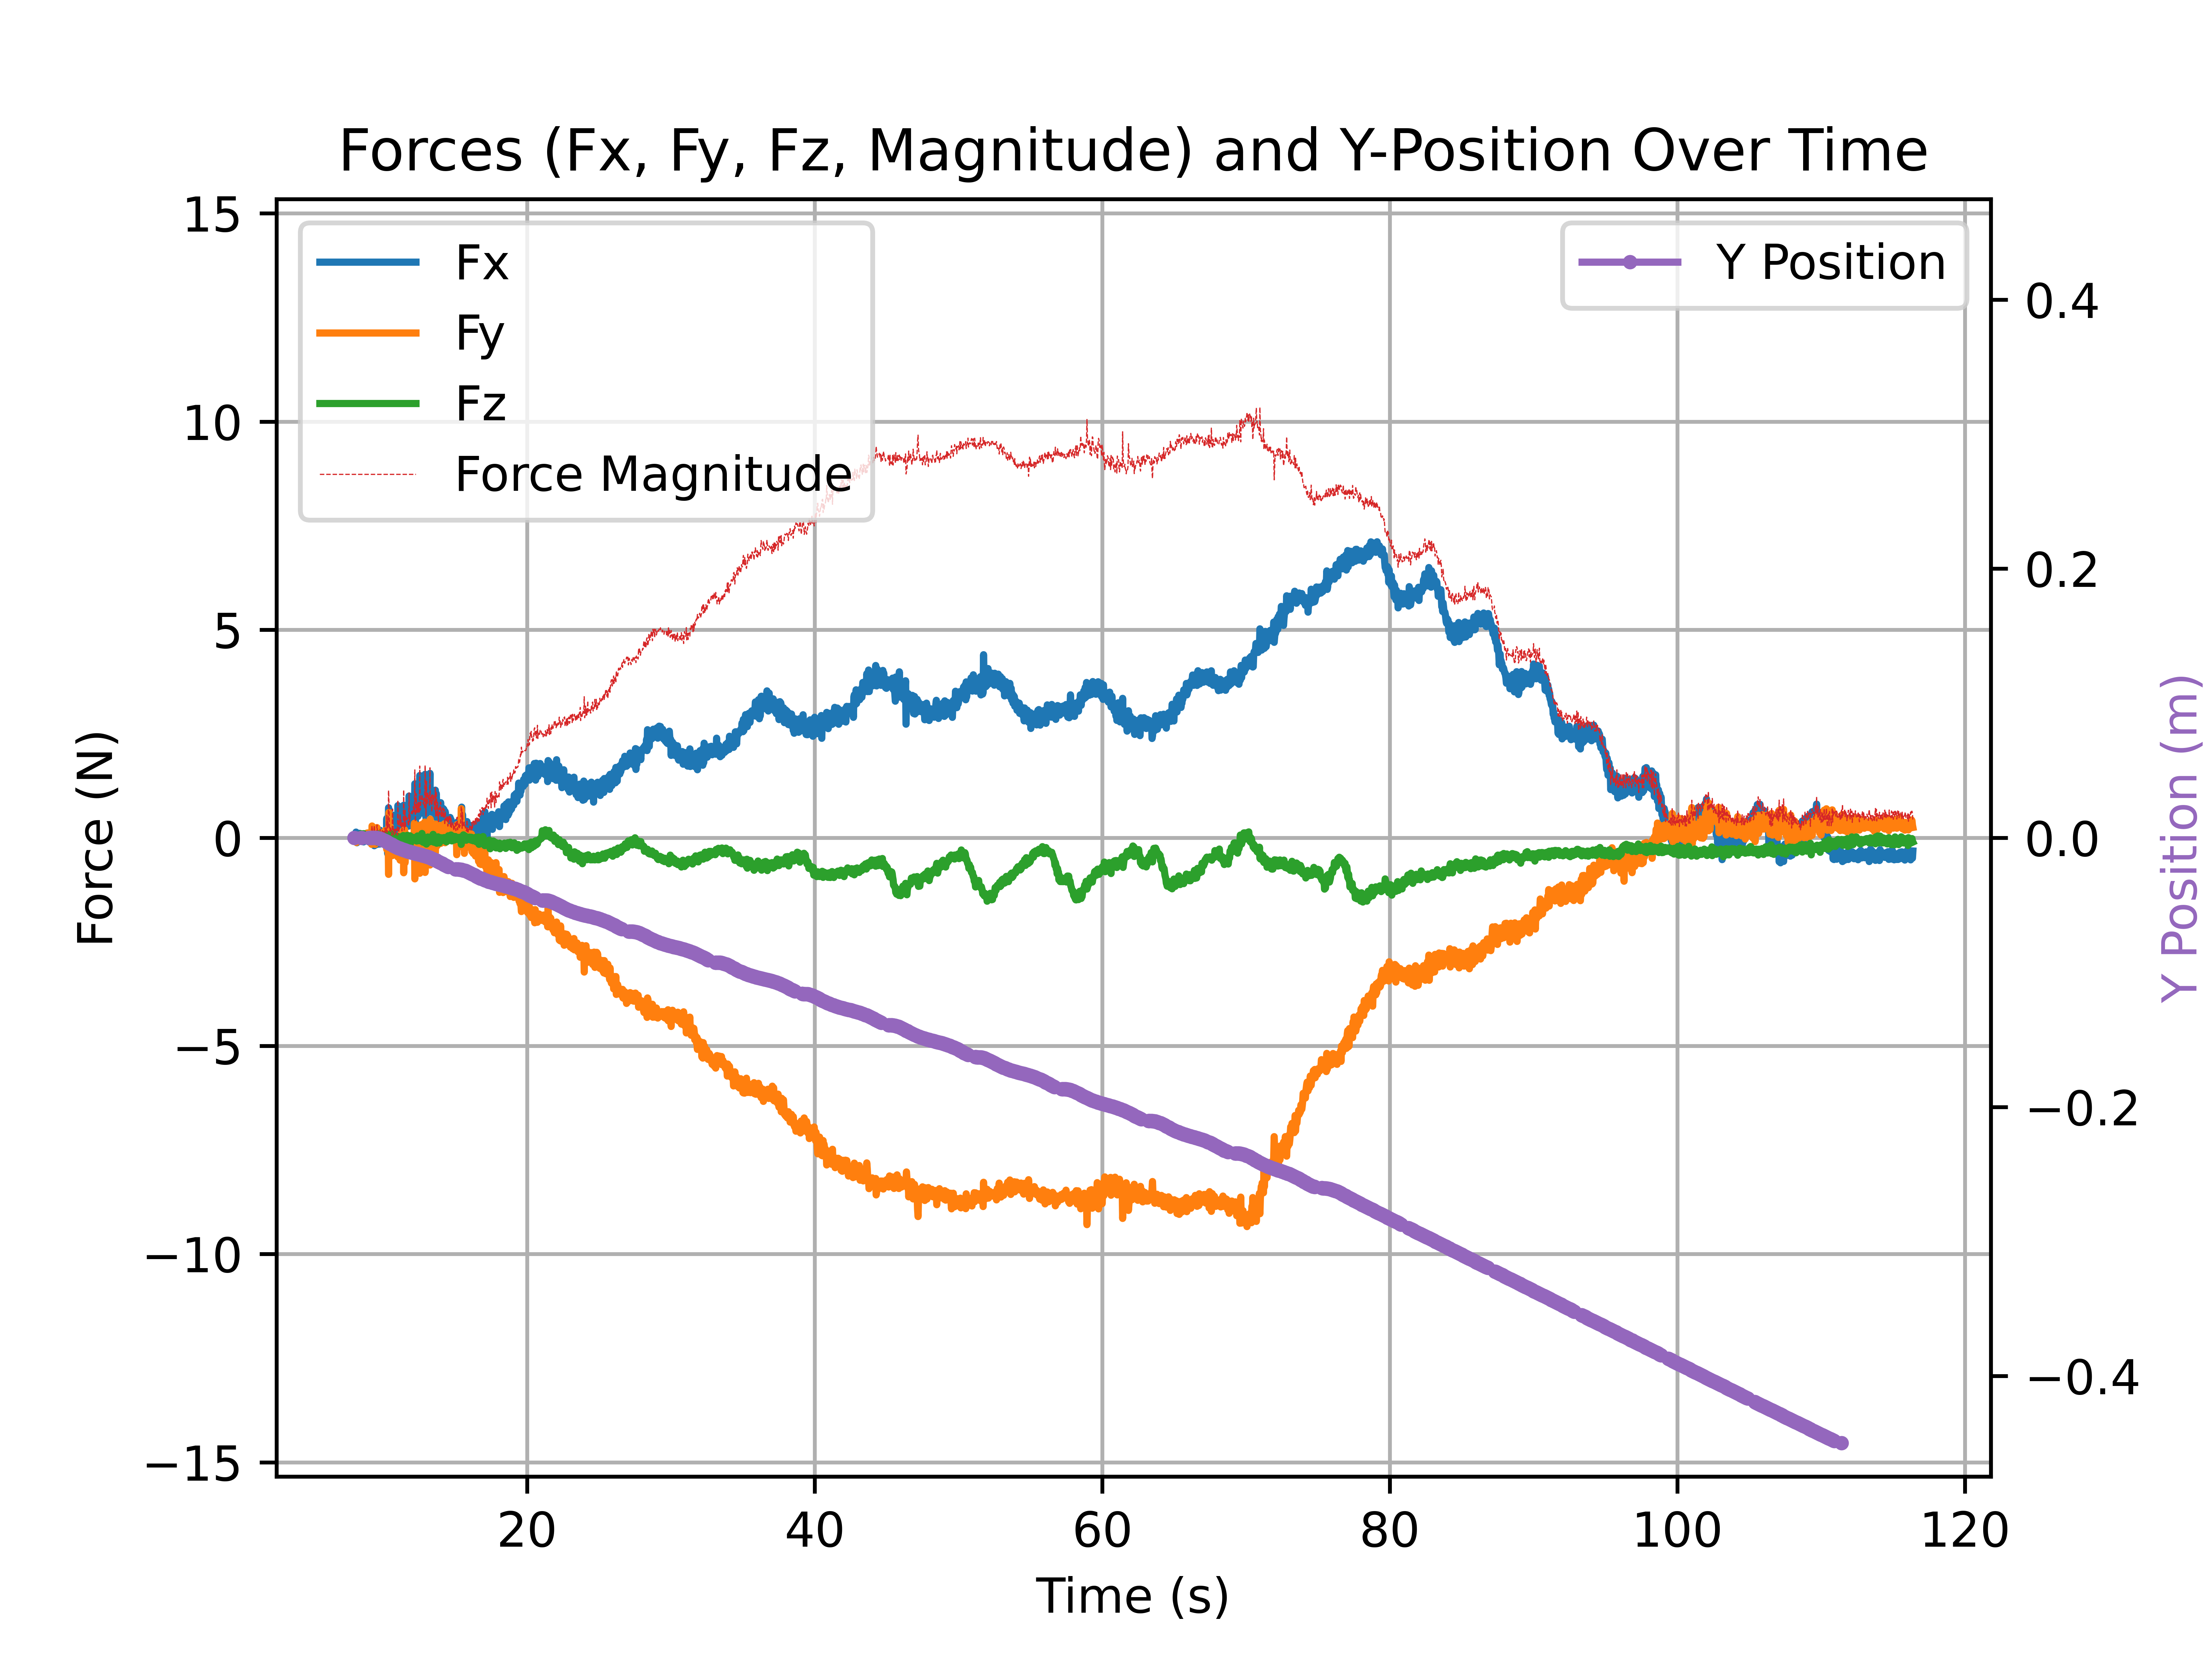 Forces (Fx, Fy, Fz, Magnitude) and Y-Position Over Time
Fx
Fy
Fz
Force Magnitude
Y Position
15
10
5
0
−5
−10
−15
Force (N)
0.4
0.2
0.0
−0.2
−0.4
Y Position (m)
20 40 60 80 100 120
Time (s)